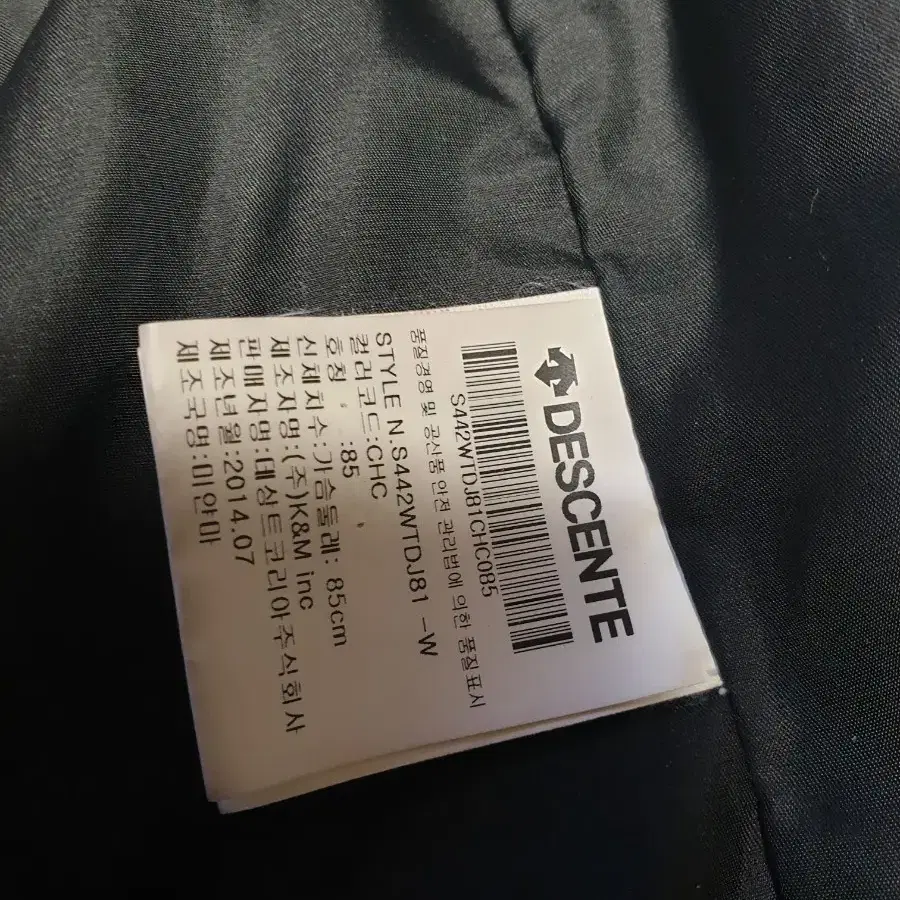 DESCENTE
S442WTDJ81CHC085
품질경영 및 공산품 안전 관리법에 의한 품질 표시
STYLE N.S442WTDJ81 -W
컬러코드:CHC
호칭 :85
신체치수:가슴둘레: 85cm
제조자명:(주)K&M inc
판매자명:데상트코리아주식회사
제조년월:2014.07
제조국명:미얀마